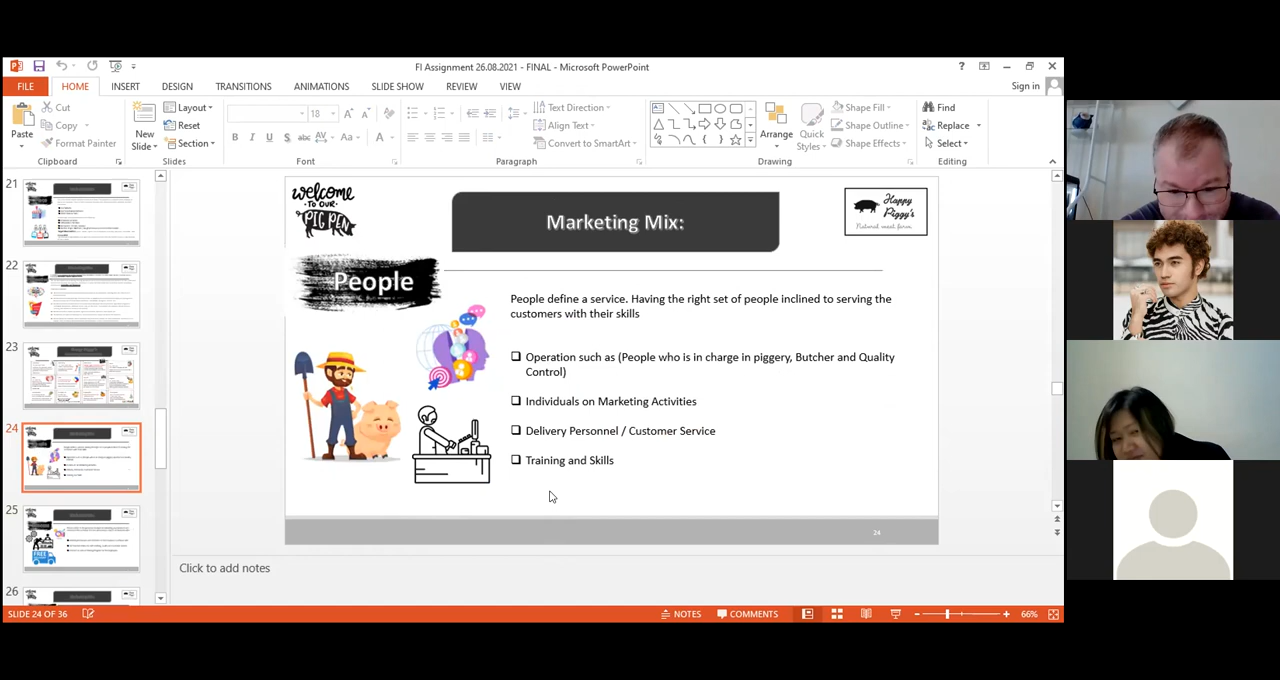 FI Assignment 26.08.2021 - FINAL - Microsoft PowerPoint
FILE HOME INSERT DESIGN TRANSITIONS ANIMATIONS SLIDE SHOW REVIEW VIEW Sign in
Paste
Cut
Copy
Format Painter
Clipboard
New
Slide
Layout
Reset
Section
Slides
18
Font
Text Direction
Align Text
Convert to SmartArt
Paragraph
Arrange
Quick
Styles
Shape Fill
Shape Outline
Shape Effects
Drawing
Find
Replace
Select
Editing
21
22
23
24
25
26
FREE
welcome
TO OUR
PIG PEN
Marketing Mix:
Happy
Piggy's
Natural meat farm
People
People define a service. Having the right set of people inclined to serving the
customers with their skills
Operation such as (People who is in charge in piggery, Butcher and Quality
Control)
Individuals on Marketing Activities
Delivery Personnel / Customer Service
Training and Skills
24
Click to add notes
SLIDE 24 OF 36 NOTES COMMENTS 66%